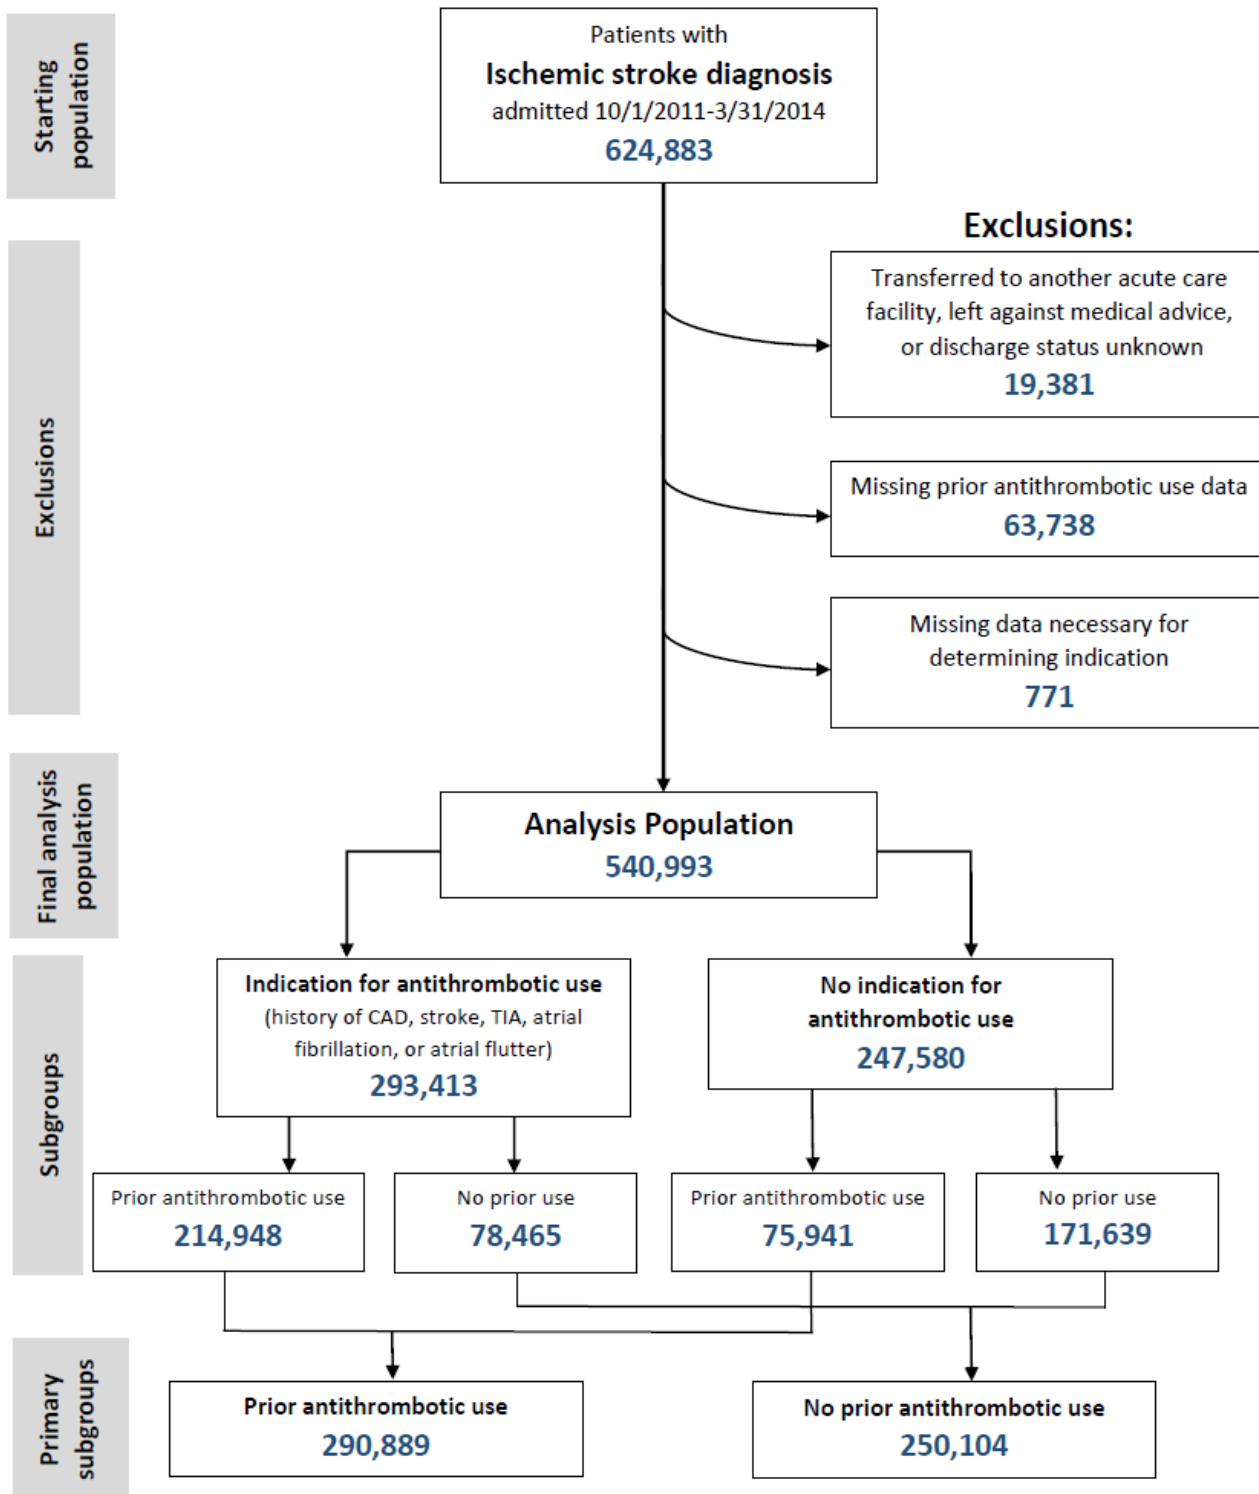 Starting
population
Patients with
Ischemic stroke diagnosis
admitted 10/1/2011-3/31/2014
624,883
Exclusions
Exclusions:
Transferred to another acute care
facility, left against medical advice,
or discharge status unknown
19,381
Missing prior antithrombotic use data
63,738
Missing data necessary for
determining indication
771
Final analysis
population
Analysis Population
540,993
Subgroups
Indication for antithrombotic use
(history of CAD, stroke, TIA, atrial
fibrillation, or atrial flutter)
293,413
No indication for
antithrombotic use
247,580
Prior antithrombotic use
214,948
No prior use
78,465
Prior antithrombotic use
75,941
No prior use
171,639
Primary
subgroups
Prior antithrombotic use
290,889
No prior antithrombotic use
250,104